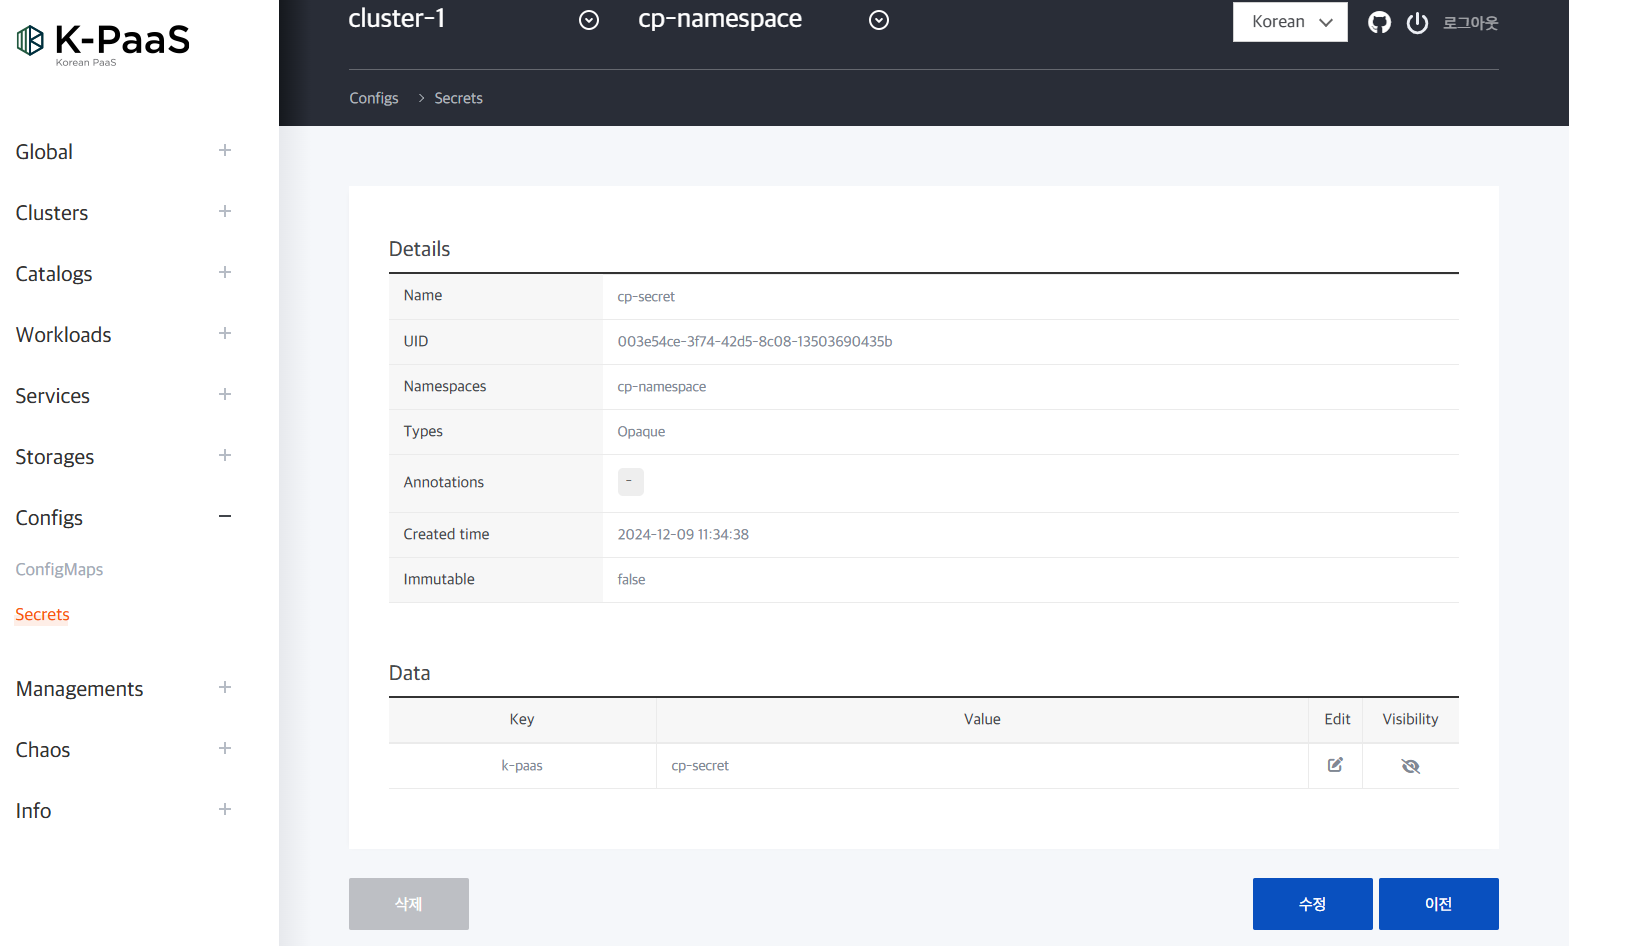 K-PaaS
Korean PaaS
cluster-1
cp-namespace
Korean
로그아웃
Configs > Secrets
Global
Clusters
Catalogs
Workloads
Services
Storages
Configs
ConfigMaps
Secrets
Managements
Chaos
Info
Details
Name cp-secret
UID 003e54ce-3f74-42d5-8c08-13503690435b
Namespaces cp-namespace
Types Opaque
Annotations -
Created time 2024-12-09 11:34:38
Immutable false
Data
Key Value Edit Visibility
k-paas cp-secret
삭제
수정
이전